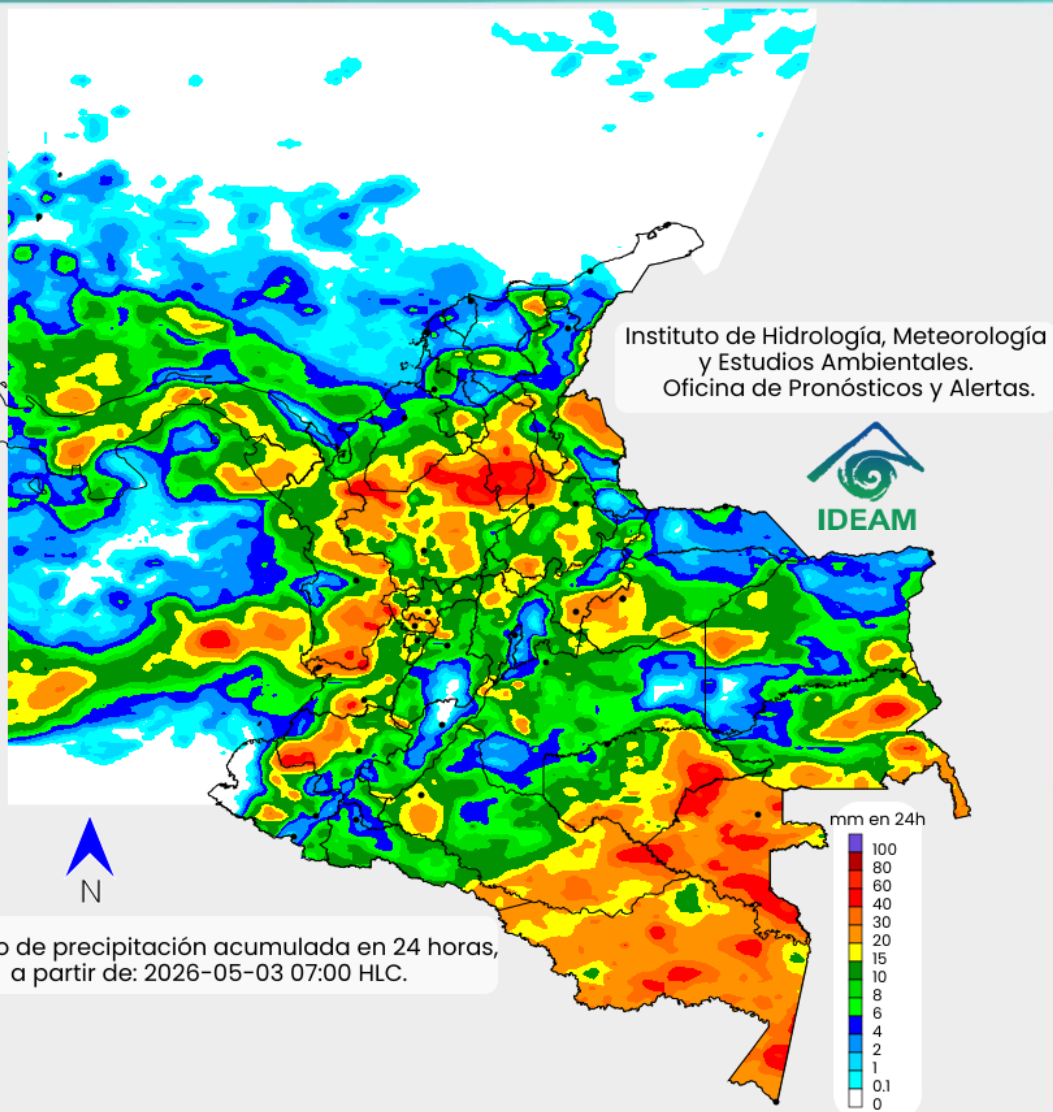 Instituto de Hidrología, Meteorología
y Estudios Ambientales.
Oficina de Pronósticos y Alertas.
IDEAM
mm en 24h
100
80
60
40
30
20
15
10
8
6
4
2
1
0.1
0
N
de precipitación acumulada en 24 horas,
a partir de: 2026-05-03 07:00 HLC.